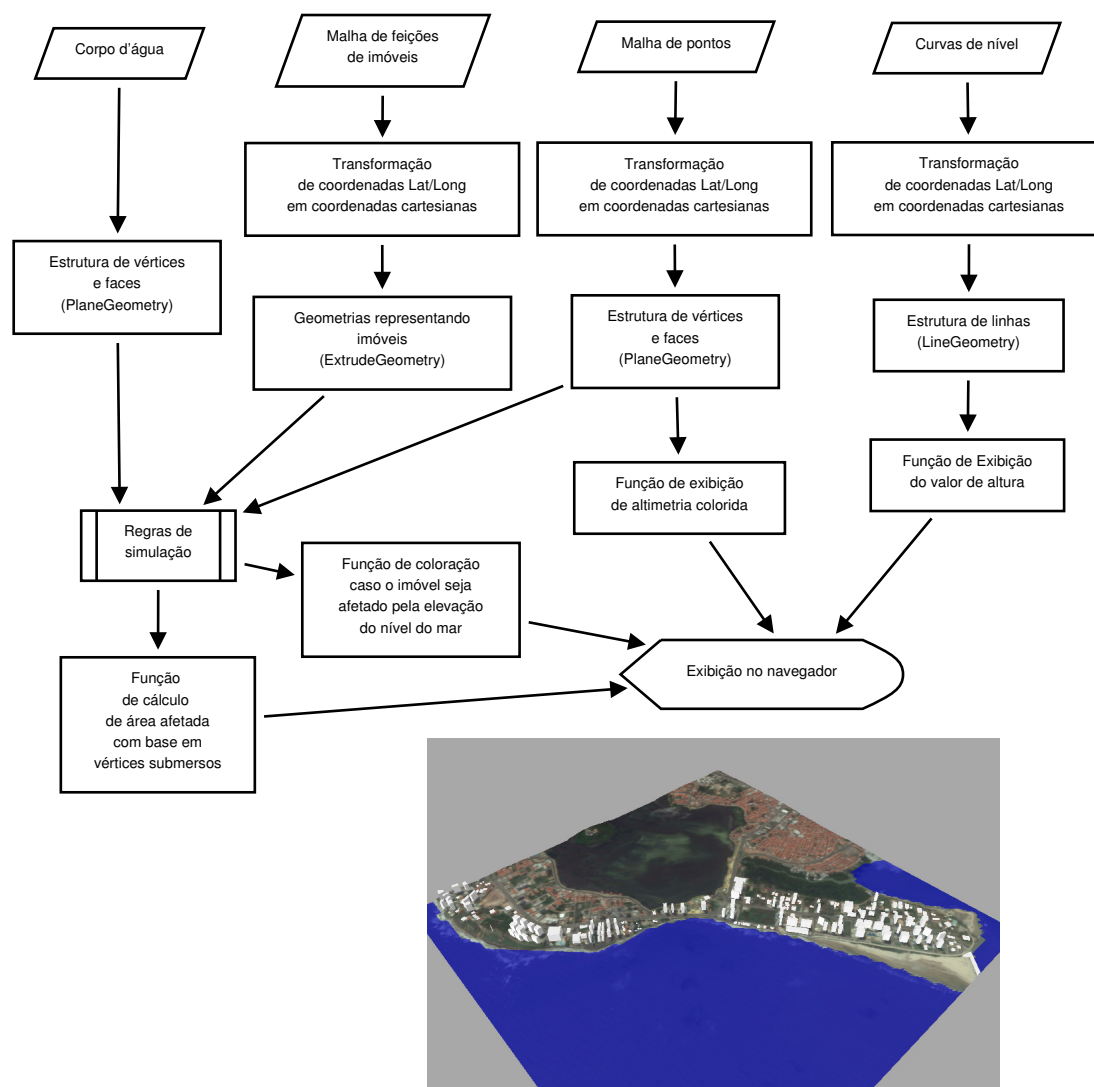 Corpo d'água
Malha de feições
de imóveis
Malha de pontos
Curvas de nível
Transformação
de coordenadas Lat/Long
em coordenadas cartesianas
Transformação
de coordenadas Lat/Long
em coordenadas cartesianas
Transformação
de coordenadas Lat/Long
em coordenadas cartesianas
Estrutura de vértices
e faces
(PlaneGeometry)
Geometrias representando
imóveis
(ExtrudeGeometry)
Estrutura de vértices
e faces
(PlaneGeometry)
Estrutura de linhas
(LineGeometry)
Função de exibição
de altimetria colorida
Função de Exibição
do valor de altura
Regras de
simulação
Função de coloração
caso o imóvel seja
afetado pela elevação
do nível do mar
Função
de cálculo
de área afetada
com base em
vértices submersos
Exibição no navegador